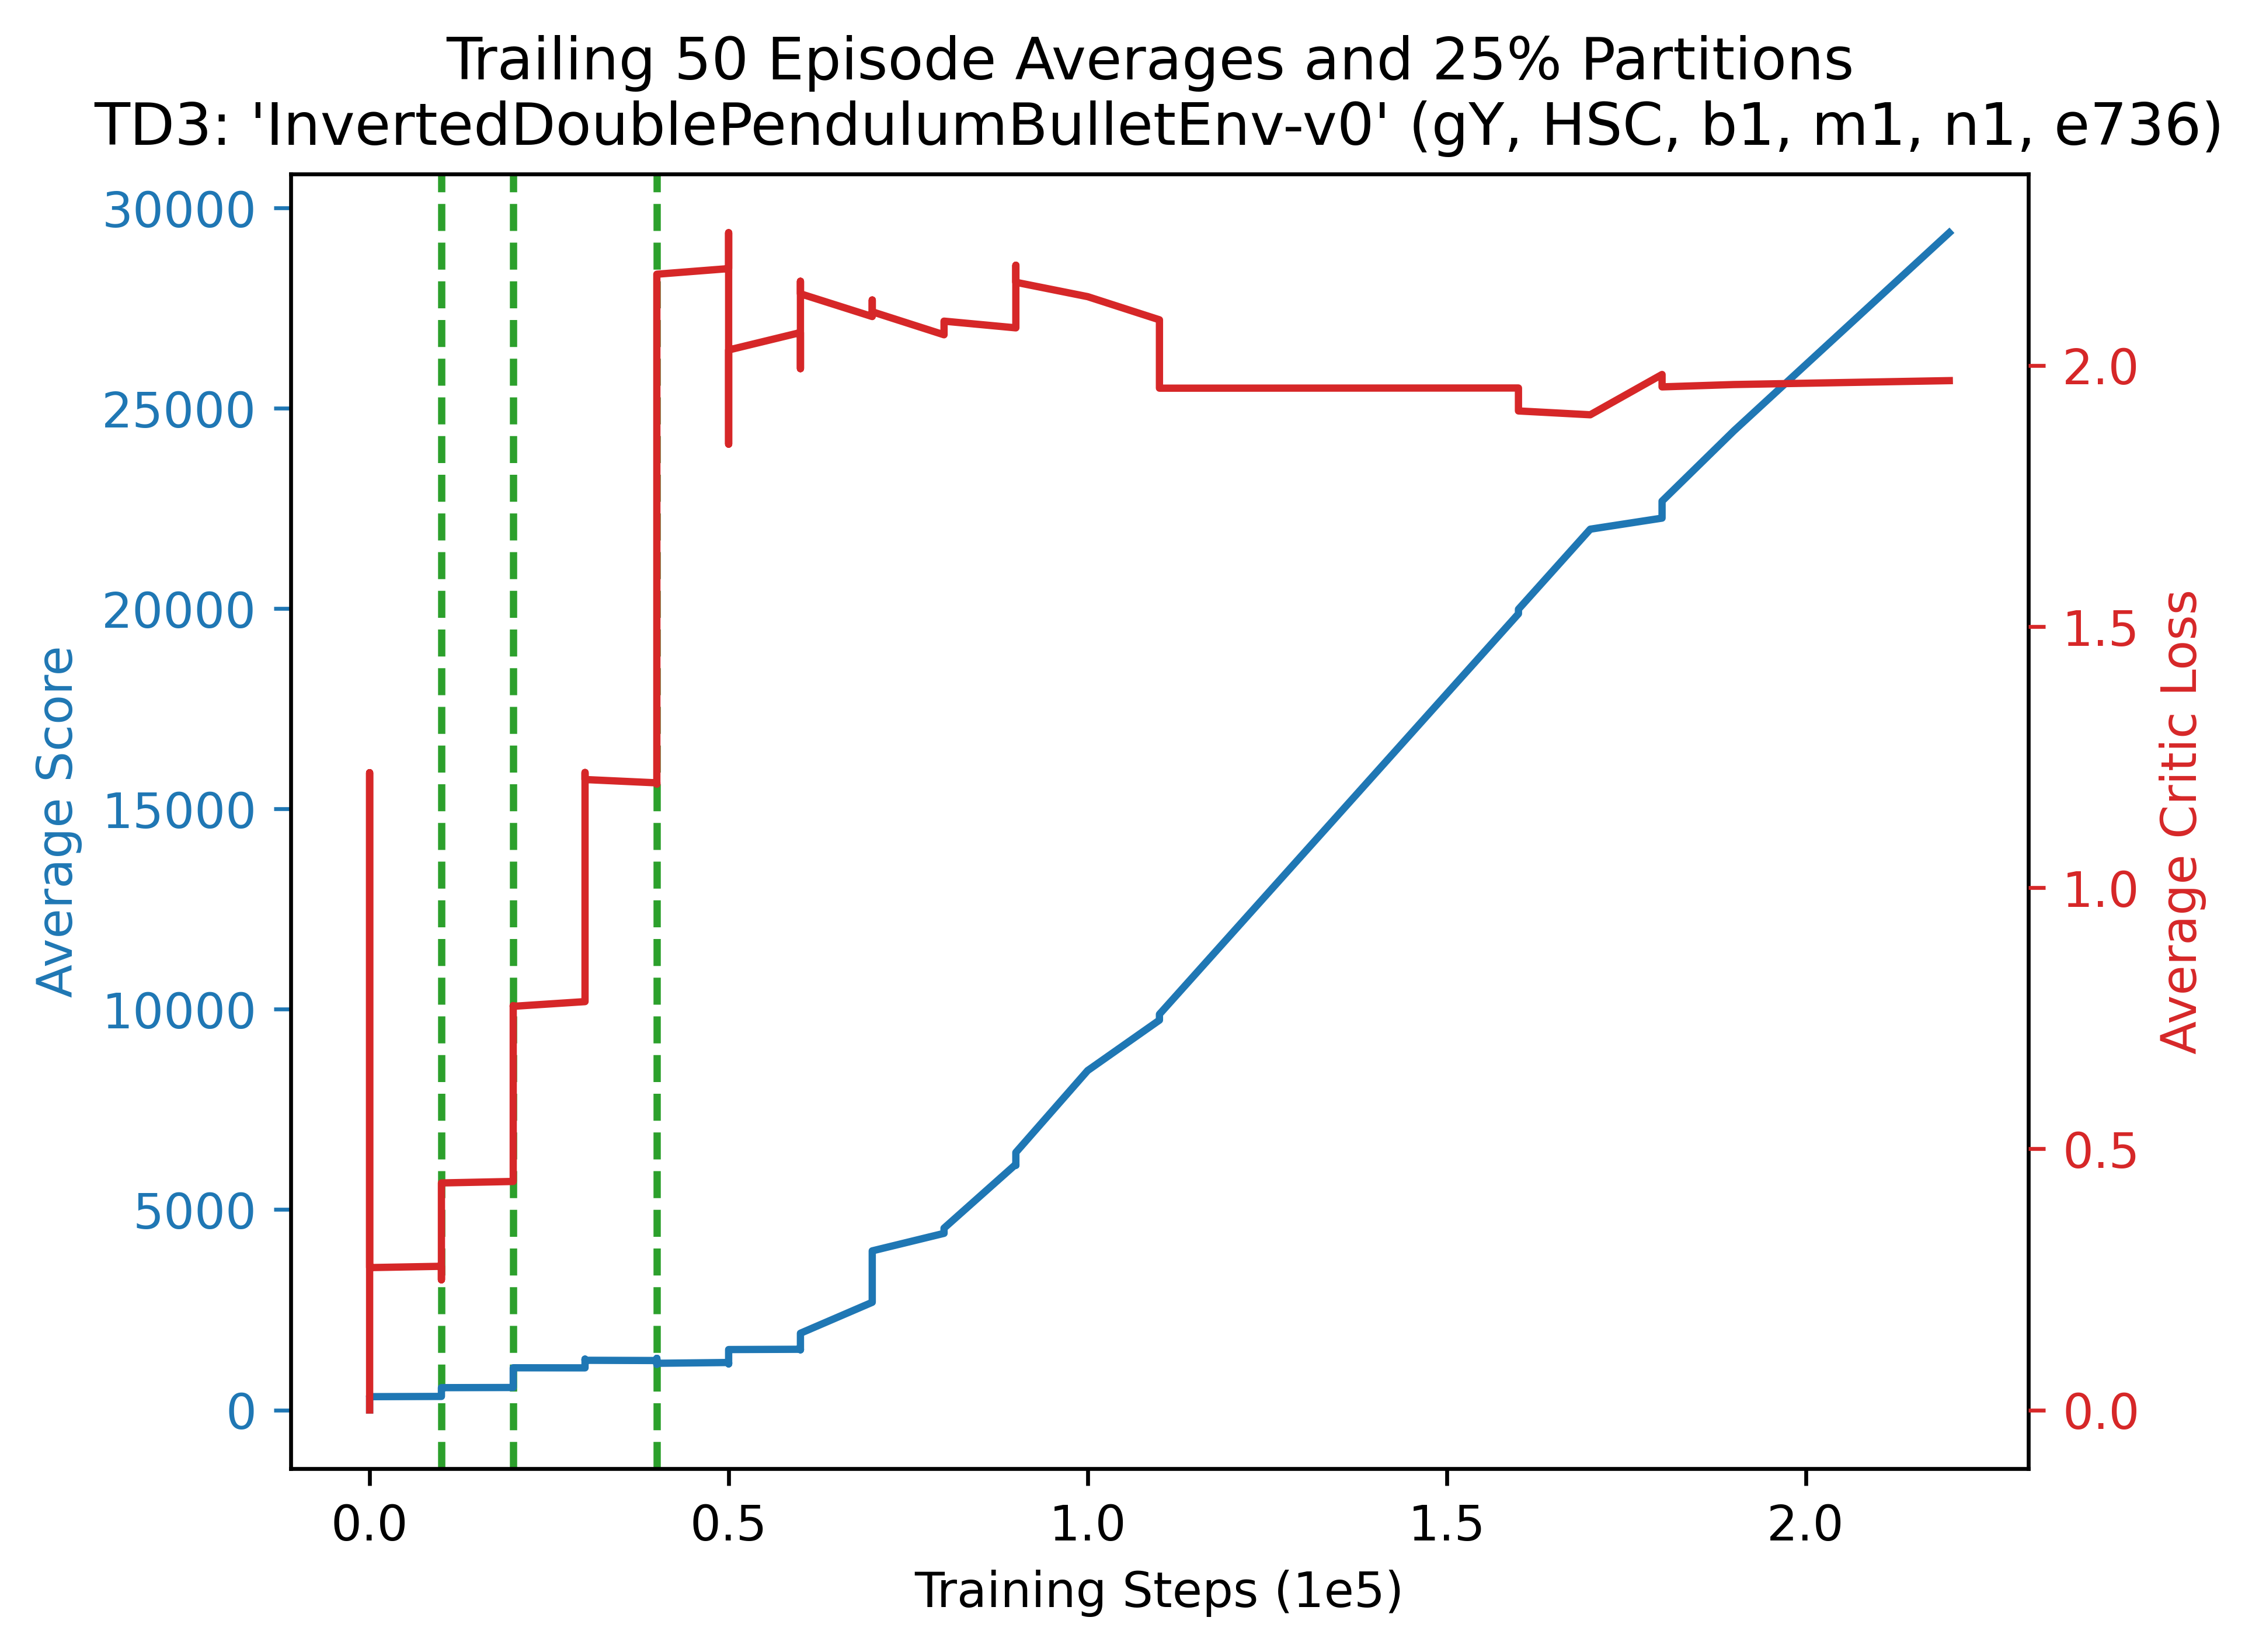 Trailing 50 Episode Averages and 25% Partitions
TD3: 'InvertedDoublePendulumBulletEnv-v0' (gY, HSC, b1, m1, n1, e736)
Average Score
30000
25000
20000
15000
10000
5000
0
2.0
1.5
1.0
0.5
0.0
Average Critic Loss
0.0 0.5 1.0 1.5 2.0
Training Steps (1e5)